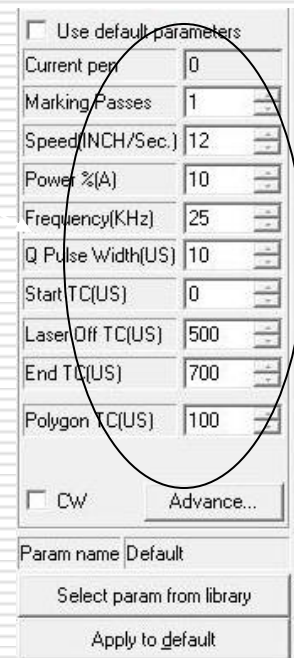 Use default parameters
Current pen 0
Marking Passes 1
Speed(INCH/Sec.) 12
Power %(A) 10
Frequency(KHz) 25
Q Pulse Width(US) 10
Start TC(US) 0
Laser Off TC(US) 500
End TC(US) 700
Polygon TC(US) 100
CW Advance...
Param name Default
Select param from library
Apply to default